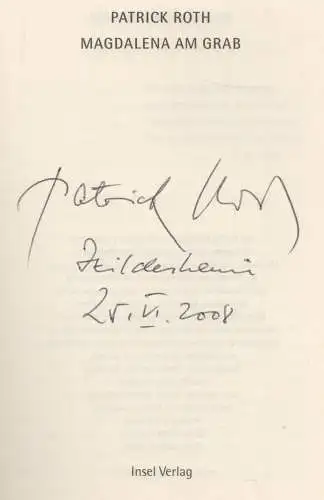 PATRICK ROTH
MAGDALENA AM GRAB
Patrick Roth
Hildesheim
25. VI. 2008
Insel Verlag